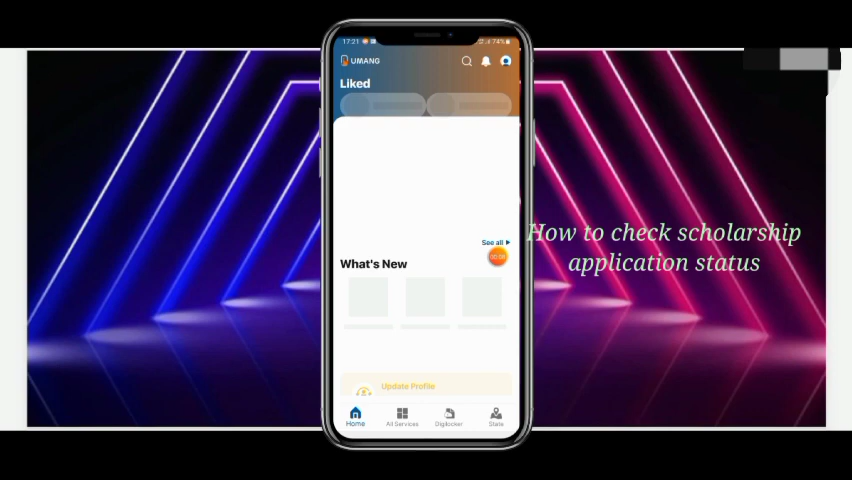 17:21
74%
UMANG
Liked
See all
00:08
What's New
Update Profile
Home
All Services
Digilocker
State
How to check scholarship
application status